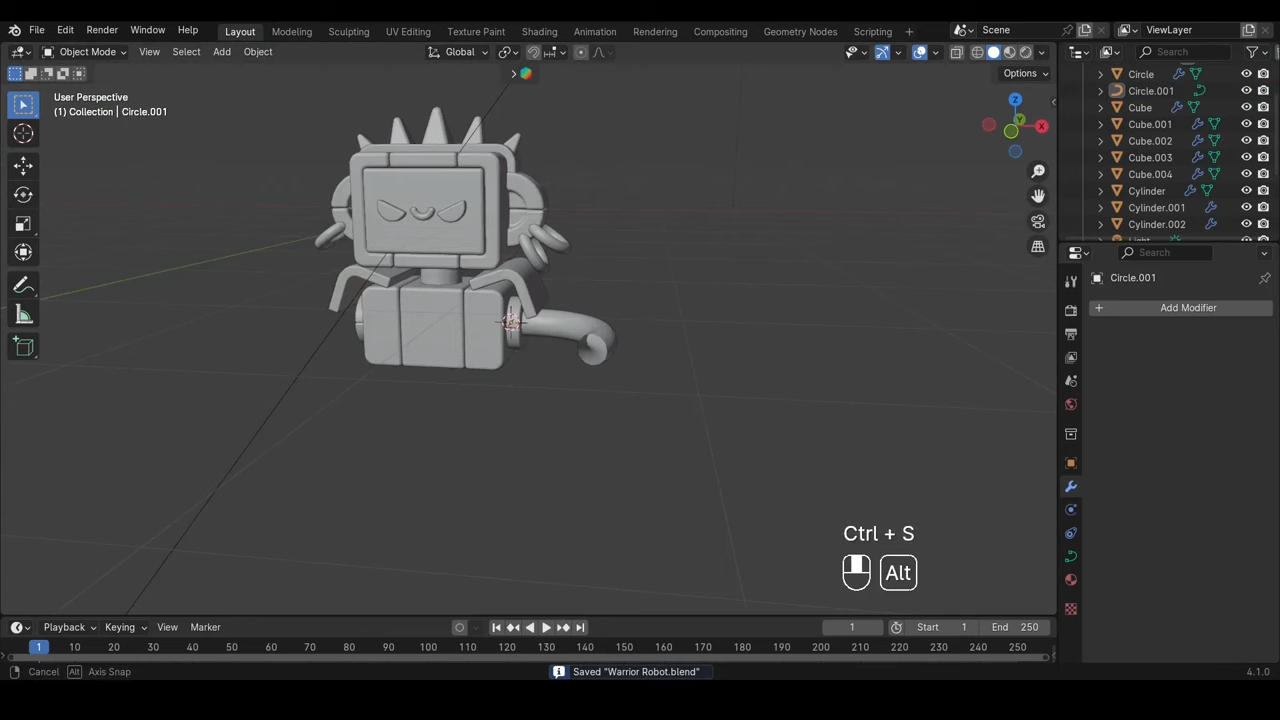 File Edit Render Window Help Layout Modeling Sculpting UV Editing Texture Paint Shading Animation Rendering Compositing Geometry Nodes Scripting + Scene ViewLayer
Object Mode View Select Add Object Global Search
Options
User Perspective
(1) Collection | Circle.001
Z
Y
X
Circle
Circle.001
Cube
Cube.001
Cube.002
Cube.003
Cube.004
Cylinder
Cylinder.001
Cylinder.002
Light
Search
Circle.001
+ Add Modifier
Ctrl + S
Alt
Playback Keying View Marker 1 Start 1 End 250
1 10 20 30 40 50 60 70 80 90 100 110 120 130 140 150 160 170 180 190 200 210 220 230 240 250
Cancel Alt Axis Snap Saved "Warrior Robot.blend" 4.1.0